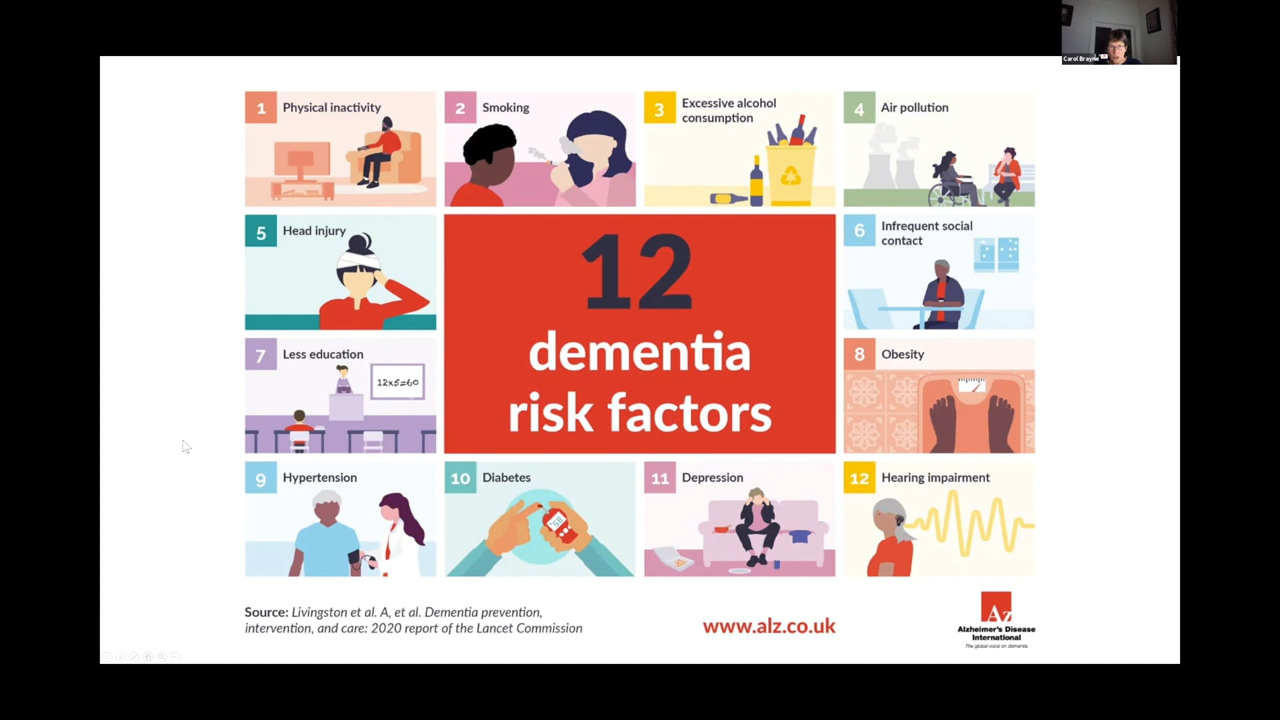 Carol Brayne
1 Physical inactivity
2 Smoking
3 Excessive alcohol
consumption
4 Air pollution
5 Head injury
12
dementia
risk factors
6 Infrequent social
contact
7 Less education
12x5=60
8 Obesity
9 Hypertension
10 Diabetes
11 Depression
12 Hearing impairment
Source: Livingston et al. A, et al. Dementia prevention,
intervention, and care: 2020 report of the Lancet Commission
www.alz.co.uk
Az
Alzheimer's Disease
International
The global voice on dementia